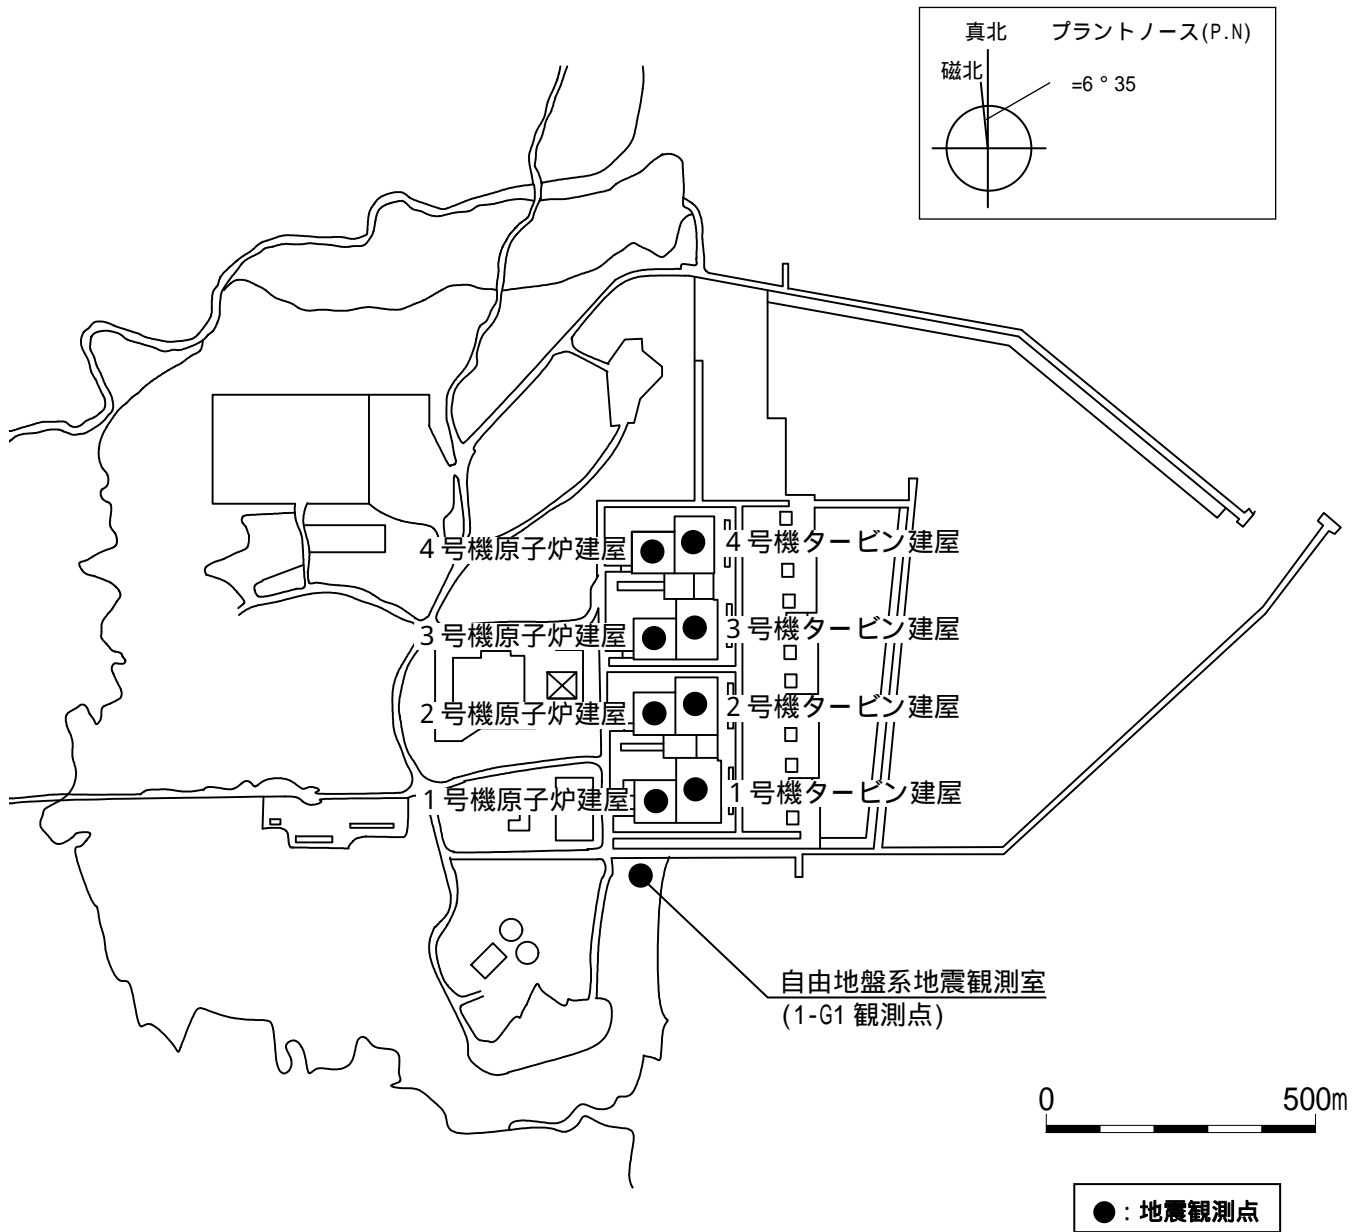 真北 プラントノース(P.N)
磁北
=6°35
4号機原子炉建屋
4号機タービン建屋
3号機原子炉建屋
3号機タービン建屋
2号機原子炉建屋
2号機タービン建屋
1号機原子炉建屋
1号機タービン建屋
自由地盤系地震観測室
(1-G1 観測点)
0 500m
●:地震観測点